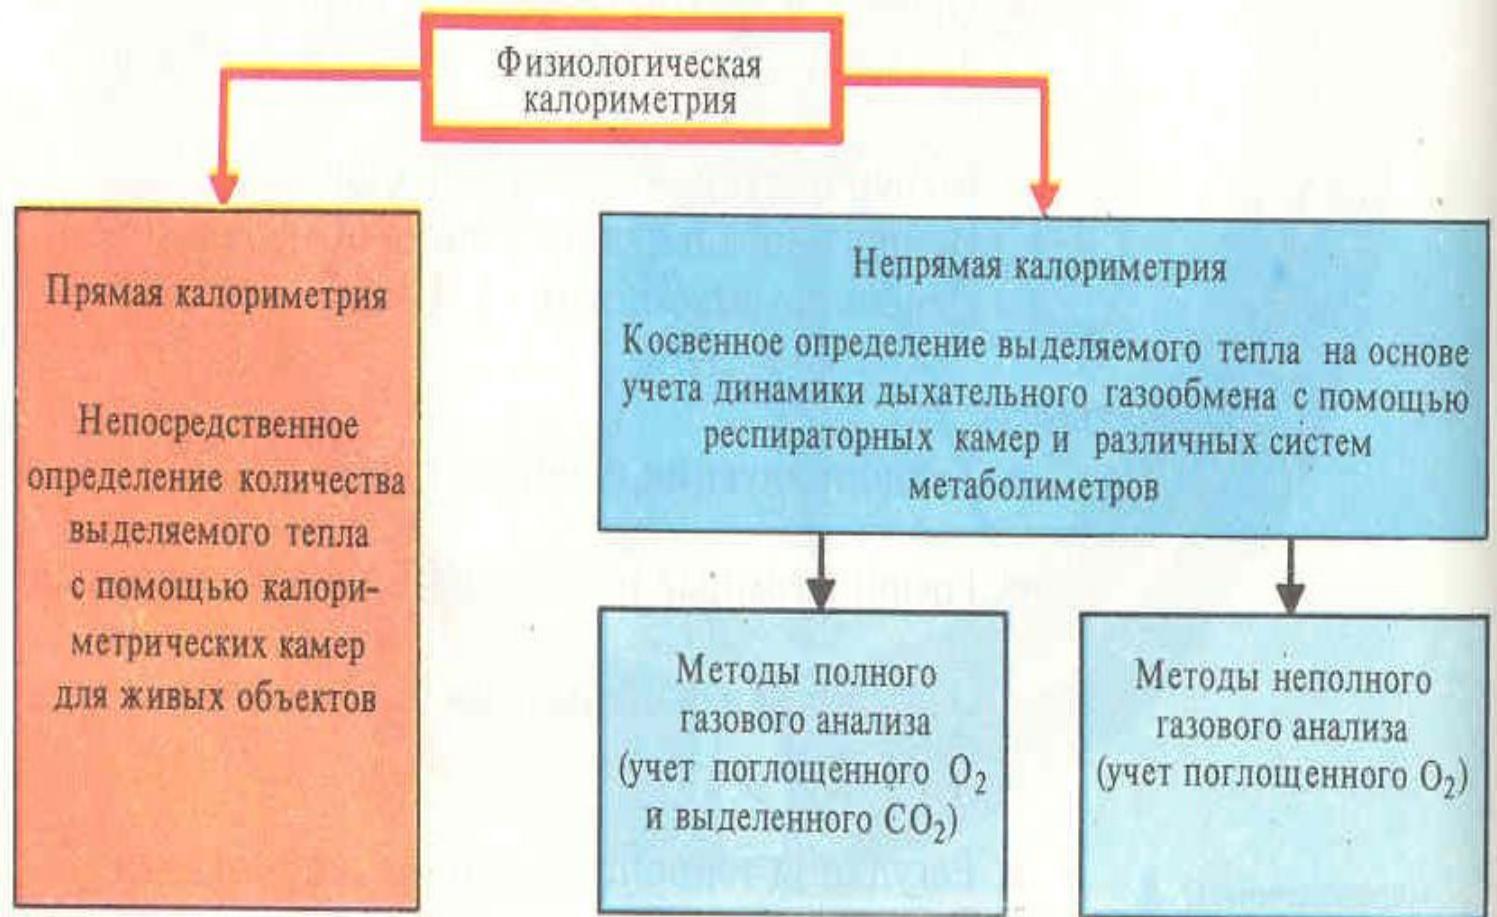 Физиологическая
калориметрия
Прямая калориметрия
Непосредственное
определение количества
выделяемого тепла
с помощью калори-
метрических камер
для живых объектов
Непрямая калориметрия
Косвенное определение выделяемого тепла на основе
учета динамики дыхательного газообмена с помощью
респираторных камер и различных систем
метаболиметров
Методы полного
газового анализа
(учет поглощенного O₂
и выделенного CO₂)
Методы неполного
газового анализа
(учет поглощенного O₂)